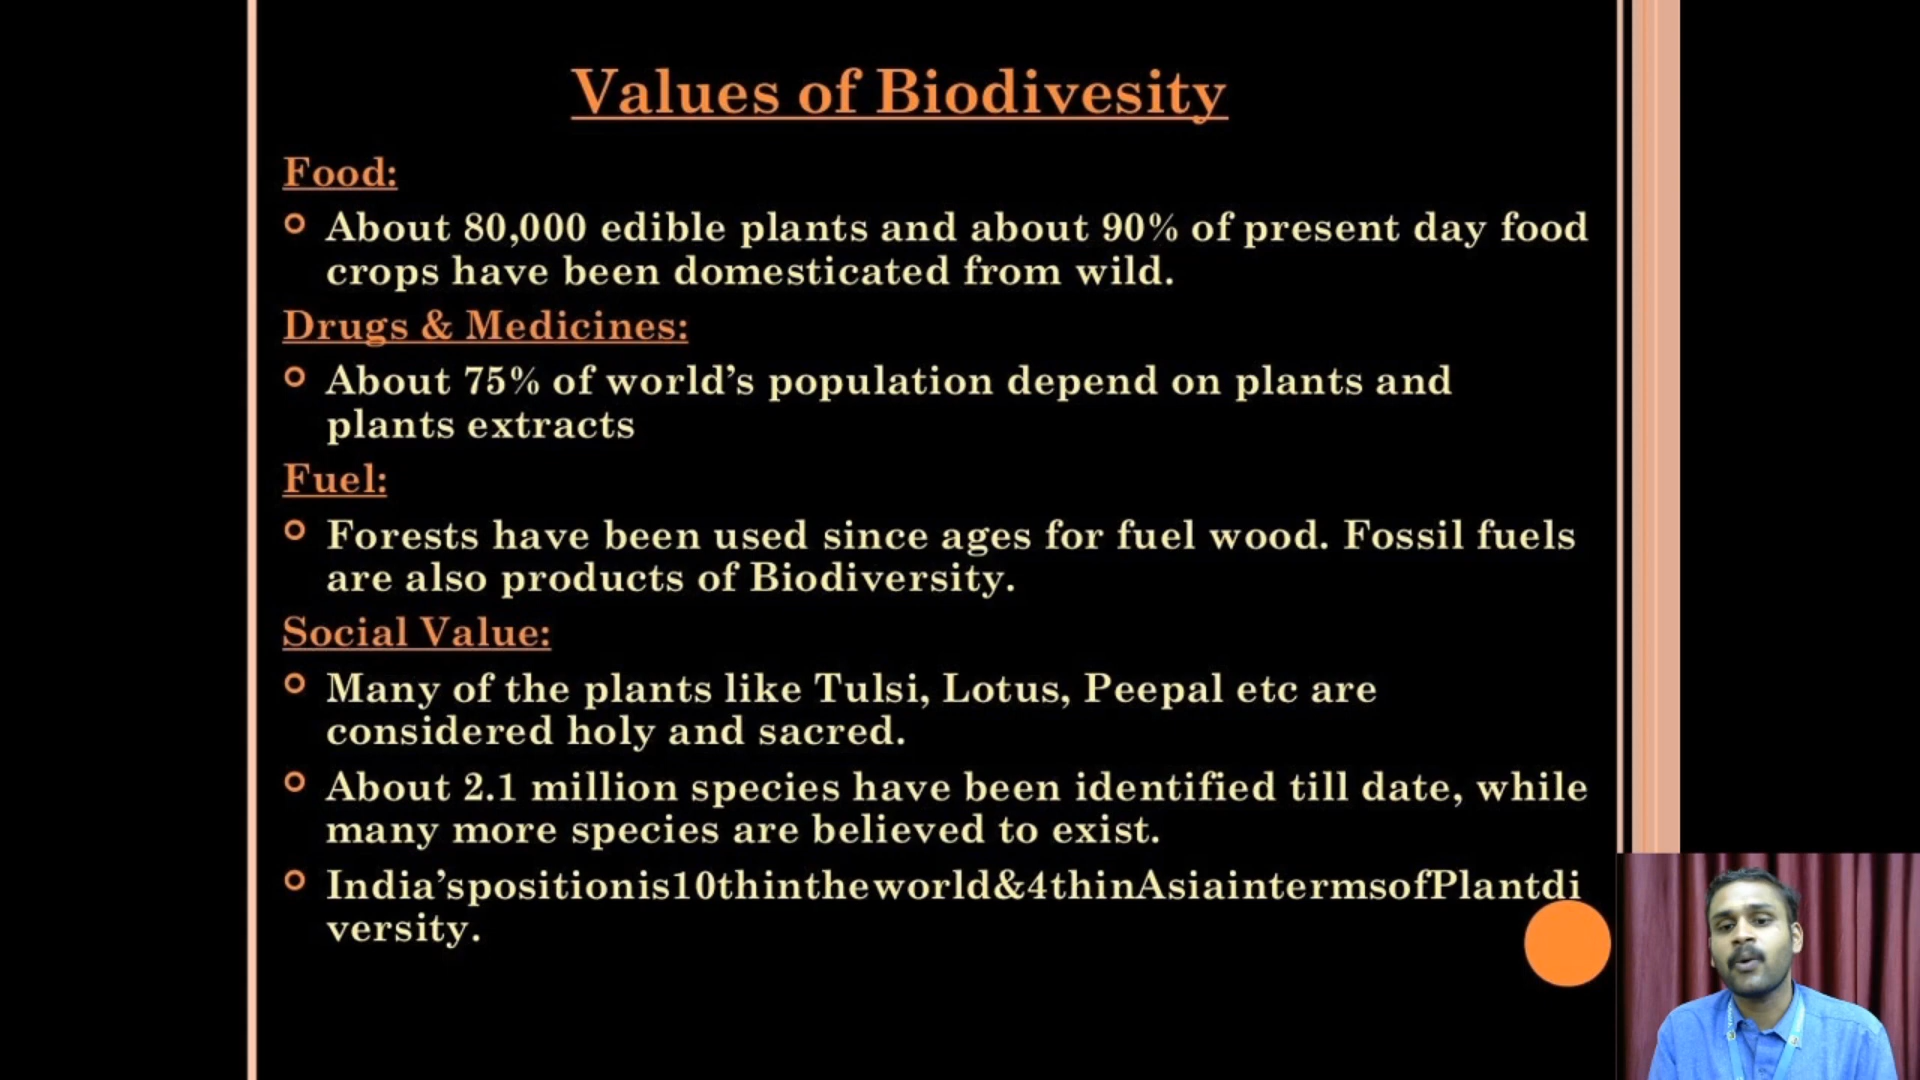 Values of Biodivesity
Food:
About 80,000 edible plants and about 90% of present day food
crops have been domesticated from wild.
Drugs & Medicines:
About 75% of world’s population depend on plants and
plants extracts
Fuel:
Forests have been used since ages for fuel wood. Fossil fuels
are also products of Biodiversity.
Social Value:
Many of the plants like Tulsi, Lotus, Peepal etc are
considered holy and sacred.
About 2.1 million species have been identified till date, while
many more species are believed to exist.
India’spositionis10thintheworld&4thinAsiaintermsofPlantdi
versity.